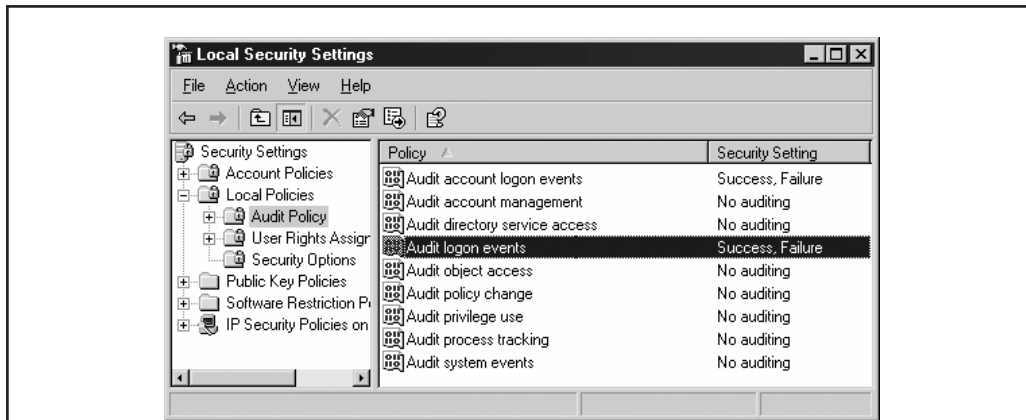 Local Security Settings
File Action View Help
Security Settings
Account Policies
Local Policies
Audit Policy
User Rights Assigr
Security Options
Public Key Policies
Software Restriction P
IP Security Policies on
Policy Security Setting
Audit account logon events Success, Failure
Audit account management No auditing
Audit directory service access No auditing
Audit logon events Success, Failure
Audit object access No auditing
Audit policy change No auditing
Audit privilege use No auditing
Audit process tracking No auditing
Audit system events No auditing